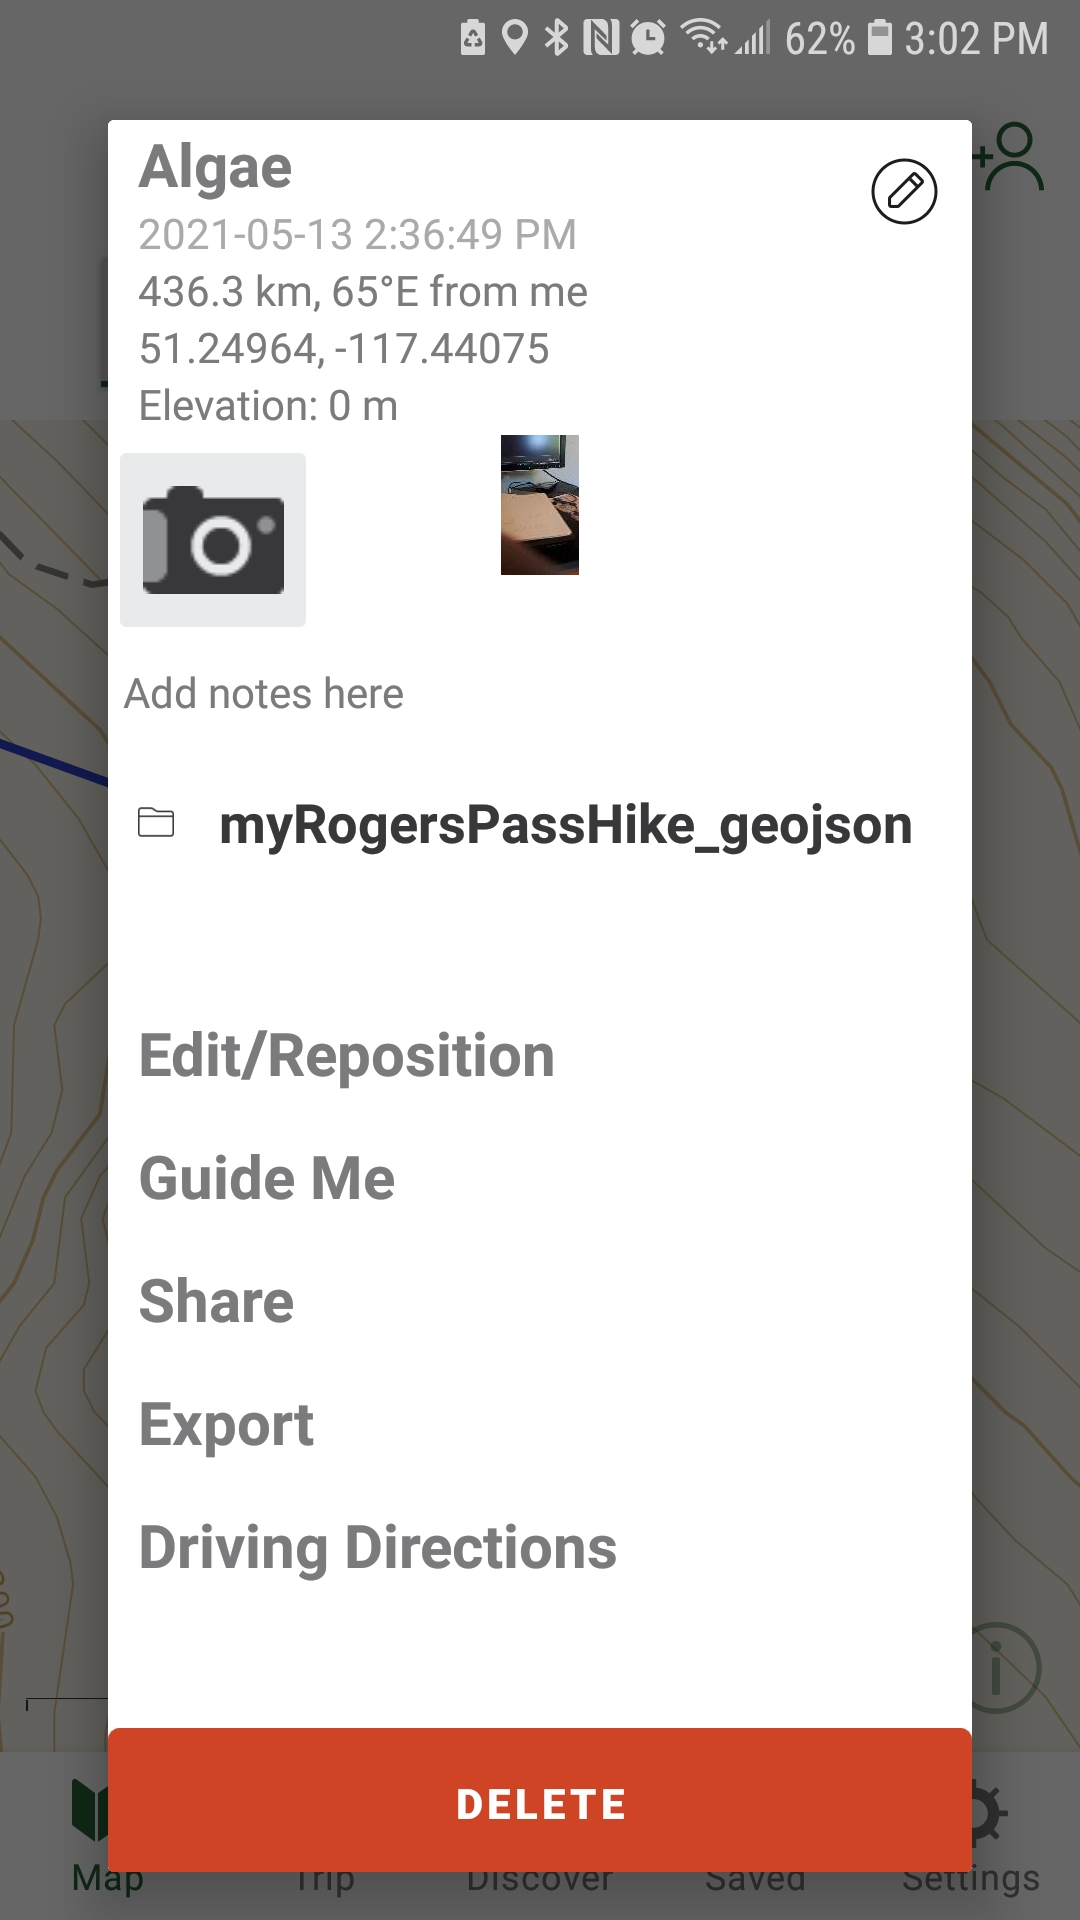 62% 3:02 PM
Algae
2021-05-13 2:36:49 PM
436.3 km, 65°E from me
51.24964, -117.44075
Elevation: 0 m
Add notes here
myRogersPassHike_geojson
Edit/Reposition
Guide Me
Share
Export
Driving Directions
DELETE
Map Trip Discover Saved Settings